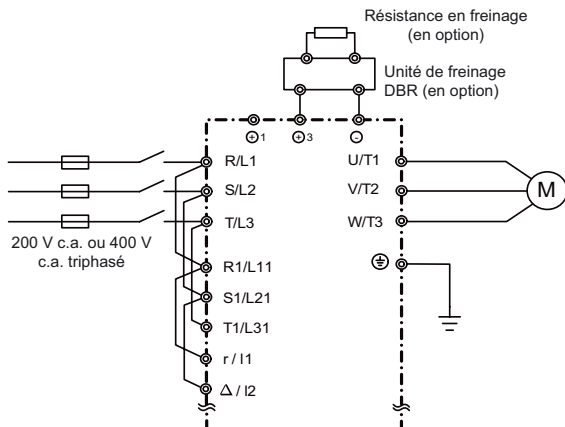 Résistance en freinage
(en option)
Unité de freinage
DBR (en option)
⊕1
⊕3
⊖
R/L1
U/T1
S/L2
V/T2
M
T/L3
W/T3
200 V c.a. ou 400 V
c.a. triphasé
R1/L11
S1/L21
T1/L31
r / l1
Δ / l2